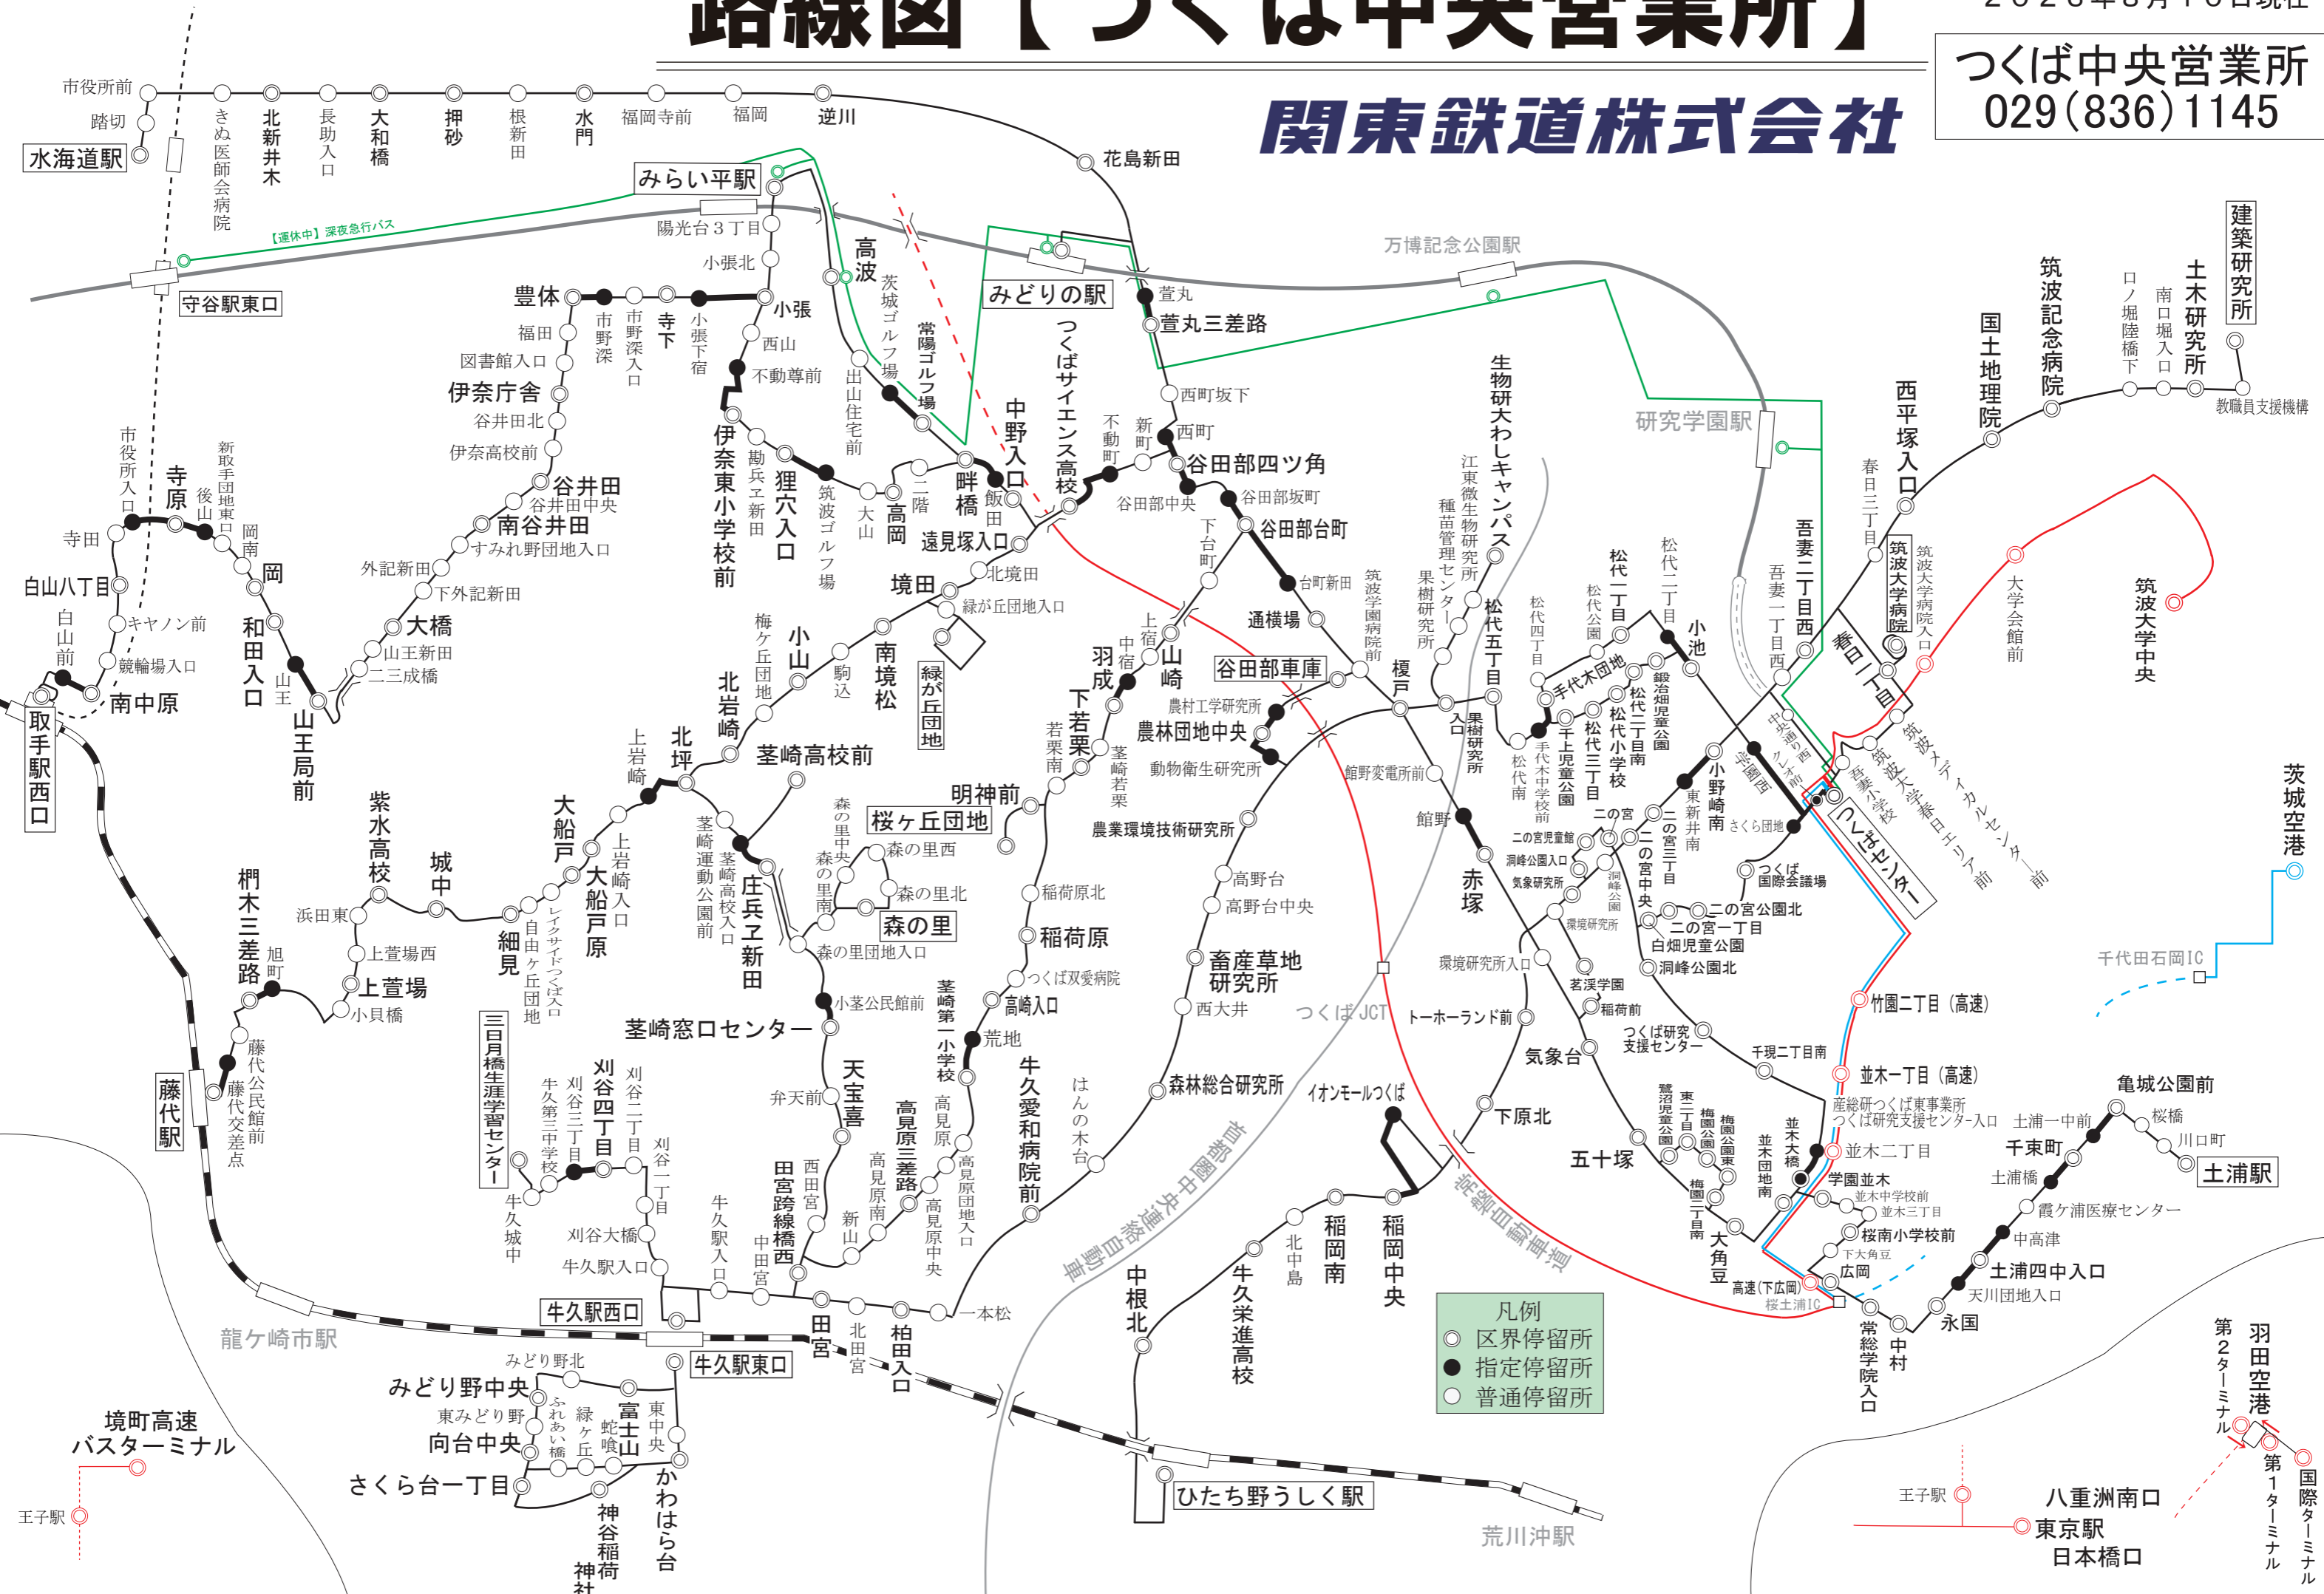 路線図【つくば中央営業所】
つくば中央営業所
029(836)1145
関東鉄道株式会社
市役所前
踏切
水海道駅
きぬ医師会病院
北新井木
長助入口
大和橋
押砂
根新田
水門
福岡寺前
福岡
逆川
花島新田
みらい平駅
陽光台3丁目
小張北
【運休中】深夜急行バス
守谷駅東口
高波
茨城ゴルフ場
常陽ゴルフ場
みどりの駅
万博記念公園駅
萱丸
萱丸三差路
豊体
市野深
市野深入口
寺下
小張下宿
小張
福田
図書館入口
伊奈庁舎
谷井田北
伊奈高校前
谷井田
谷井田中央
南谷井田
すみれ野団地入口
外記新田
下外記新田
大橋
山王新田
二三成橋
西山
不動尊前
伊奈東小学校前
勘兵エ新田
狸穴入口
筑波ゴルフ場
大山
高岡
二階
出山住宅前
畔橋
飯田
中野入口
つくばサイエンス高校
不動町
新町
西町
西町坂下
谷田部四ツ角
谷田部中央
谷田部坂町
谷田部台町
下台町
台町新田
通横場
谷田部車庫
筑波学園病院前
榎戸
遠見塚入口
北境田
境田
緑が丘団地入口
緑が丘団地
南境松
駒込
小山
梅ケ丘団地
北岩崎
北坪
上岩崎
上岩崎入口
大船戸
大船戸原
レイクサイドつくば入口
自由ヶ丘団地
細見
城中
紫水高校
浜田東
上萱場西
上萱場
小貝橋
旭町
椚木三差路
藤代公民館前
藤代交差点
藤代駅
市役所入口
寺原
後山
新取手団地東口
岡南
岡
和田入口
山王
山王局前
寺田
白山八丁目
キヤノン前
白山前
競輪場入口
南中原
取手駅西口
生物研大わしキャンパス
江東微生物研究所
種苗管理センター
果樹研究所
果樹研究所入口
松代五丁目
松代四丁目
松代公園
松代一丁目
松代二丁目
小池
手代木団地
手代木中学校前
松代南
千上児童公園
松代三丁目
松代小学校
松代二丁目南
鍛冶畑児童公園
研究学園駅
吾妻二丁目西
吾妻一丁目西
春日三丁目
西平塚入口
国土地理院
筑波記念病院
ロノ堀陸橋下
南口堀入口
土木研究所
建築研究所
教職員支援機構
筑波大学病院
筑波大学病院入口
大学会館前
筑波大学中央
春日一丁目
筑波メデイカルセンター前
筑波大学春日エリア前
吾妻小学校
中央通り西
クレオ前
学園西
つくばセンター
さくら団地
つくば
国際会議場
小野崎南
東新井南
二の宮三丁目
二の宮
二の宮中央
二の宮児童館
洞峰公園入口
気象研究所
洞峰公園
環境研究所
環境研究所入口
二の宮公園北
二の宮一丁目
白畑児童公園
洞峰公園北
茗渓学園
稲荷前
トーホーランド前
気象台
つくば研究
支援センター
千現二丁目南
竹園二丁目(高速)
並木一丁目(高速)
産総研つくば東事業所
つくば研究支援センター入口
並木二丁目
並木大橋
学園並木
並木中学校前
並木三丁目
桜南小学校前
下大角豆
広岡
高速(下広岡)
桜土浦IC
並木団地南
鷺沼児童公園
東二丁目
梅園公園
梅園公園東
梅園二丁目南
五十塚
大角豆
常総学院入口
中村
永国
天川団地入口
土浦四中入口
中高津
霞ケ浦医療センター
土浦橋
千束町
土浦一中前
亀城公園前
桜橋
川口町
土浦駅
茨城空港
千代田石岡IC
館野変電所前
館野
赤塚
農村工学研究所
農林団地中央
動物衛生研究所
農業環境技術研究所
高野台
高野台中央
畜産草地
研究所
西大井
森林総合研究所
はんの木台
牛久愛和病院前
つくばJCT
イオンモールつくば
下原北
稲岡中央
稲岡南
北中島
牛久栄進高校
中根北
首都圏中央連絡自動車
常磐自動車道
山崎
上宿
中宿
羽成
茎崎若栗
下若栗
若栗南
明神前
桜ヶ丘団地
稲荷原北
稲荷原
つくば双愛病院
高崎入口
荒地
茎崎第一小学校
高見原
高見原団地入口
高見原中央
高見原三差路
高見原南
新山
茎崎高校前
茎崎運動公園前
茎崎高校入口
庄兵ヱ新田
森の里団地入口
森の里南
森の里中央
森の里西
森の里北
森の里
小茎公民館前
茎崎窓口センター
天宝喜
弁天前
西田宮
田宮跨線橋西
三日月橋生涯学習センター
牛久第三中学校
牛久城中
刈谷三丁目
刈谷四丁目
刈谷二丁目
刈谷一丁目
刈谷大橋
牛久駅入口
牛久駅入口
中田宮
田宮
北田宮
柏田入口
一本松
牛久駅西口
牛久駅東口
龍ケ崎市駅
みどり野北
みどり野中央
東みどり野
向台中央
さくら台一丁目
ふれあい橋
緑ヶ丘
蛇喰
富士山
東中央
かわはら台
神谷稲荷
神社
ひたち野うしく駅
荒川沖駅
凡例
区界停留所
指定停留所
普通停留所
境町高速
バスターミナル
王子駅
王子駅
八重洲南口
東京駅
日本橋口
羽田空港
第2ターミナル
第1ターミナル
国際ターミナル